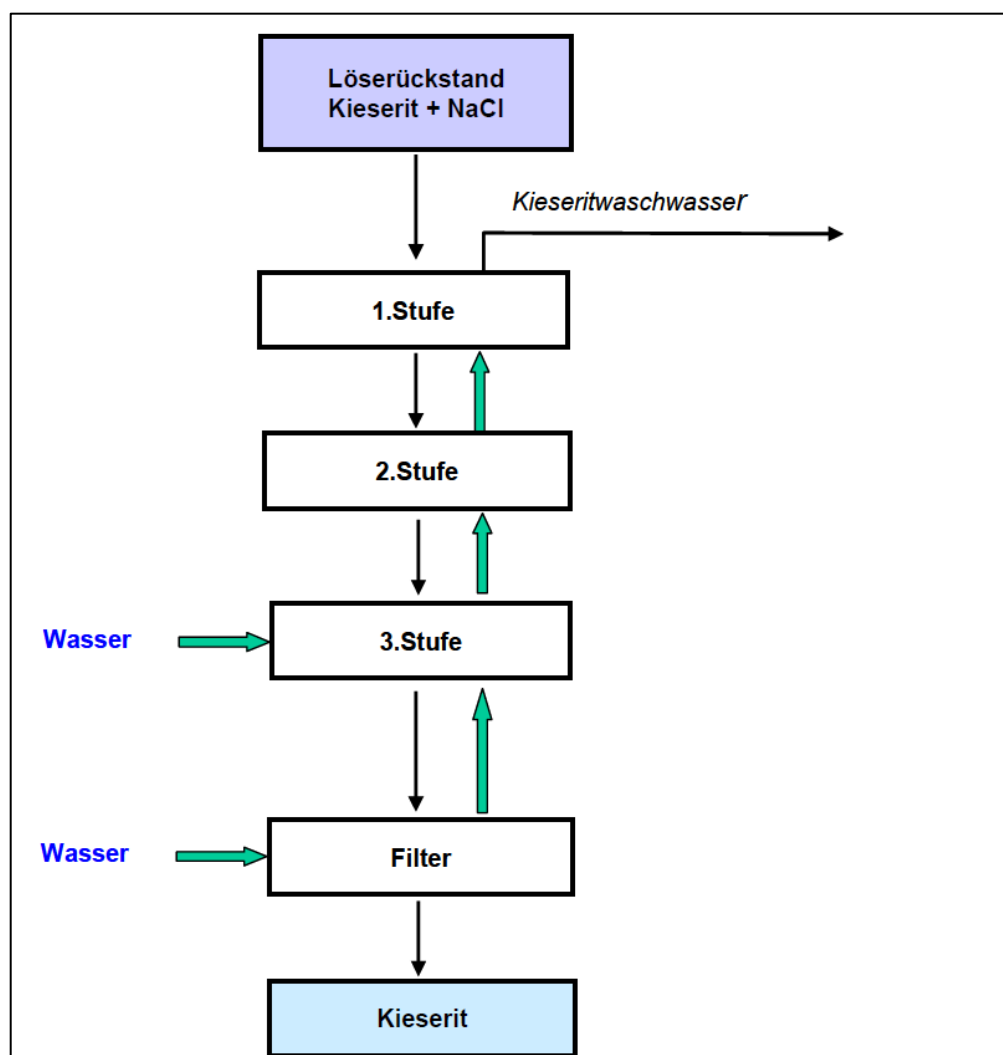 Löserückstand
Kieserit + NaCl
Kieseritwaschwasser
1.Stufe
2.Stufe
Wasser
3.Stufe
Wasser
Filter
Kieserit